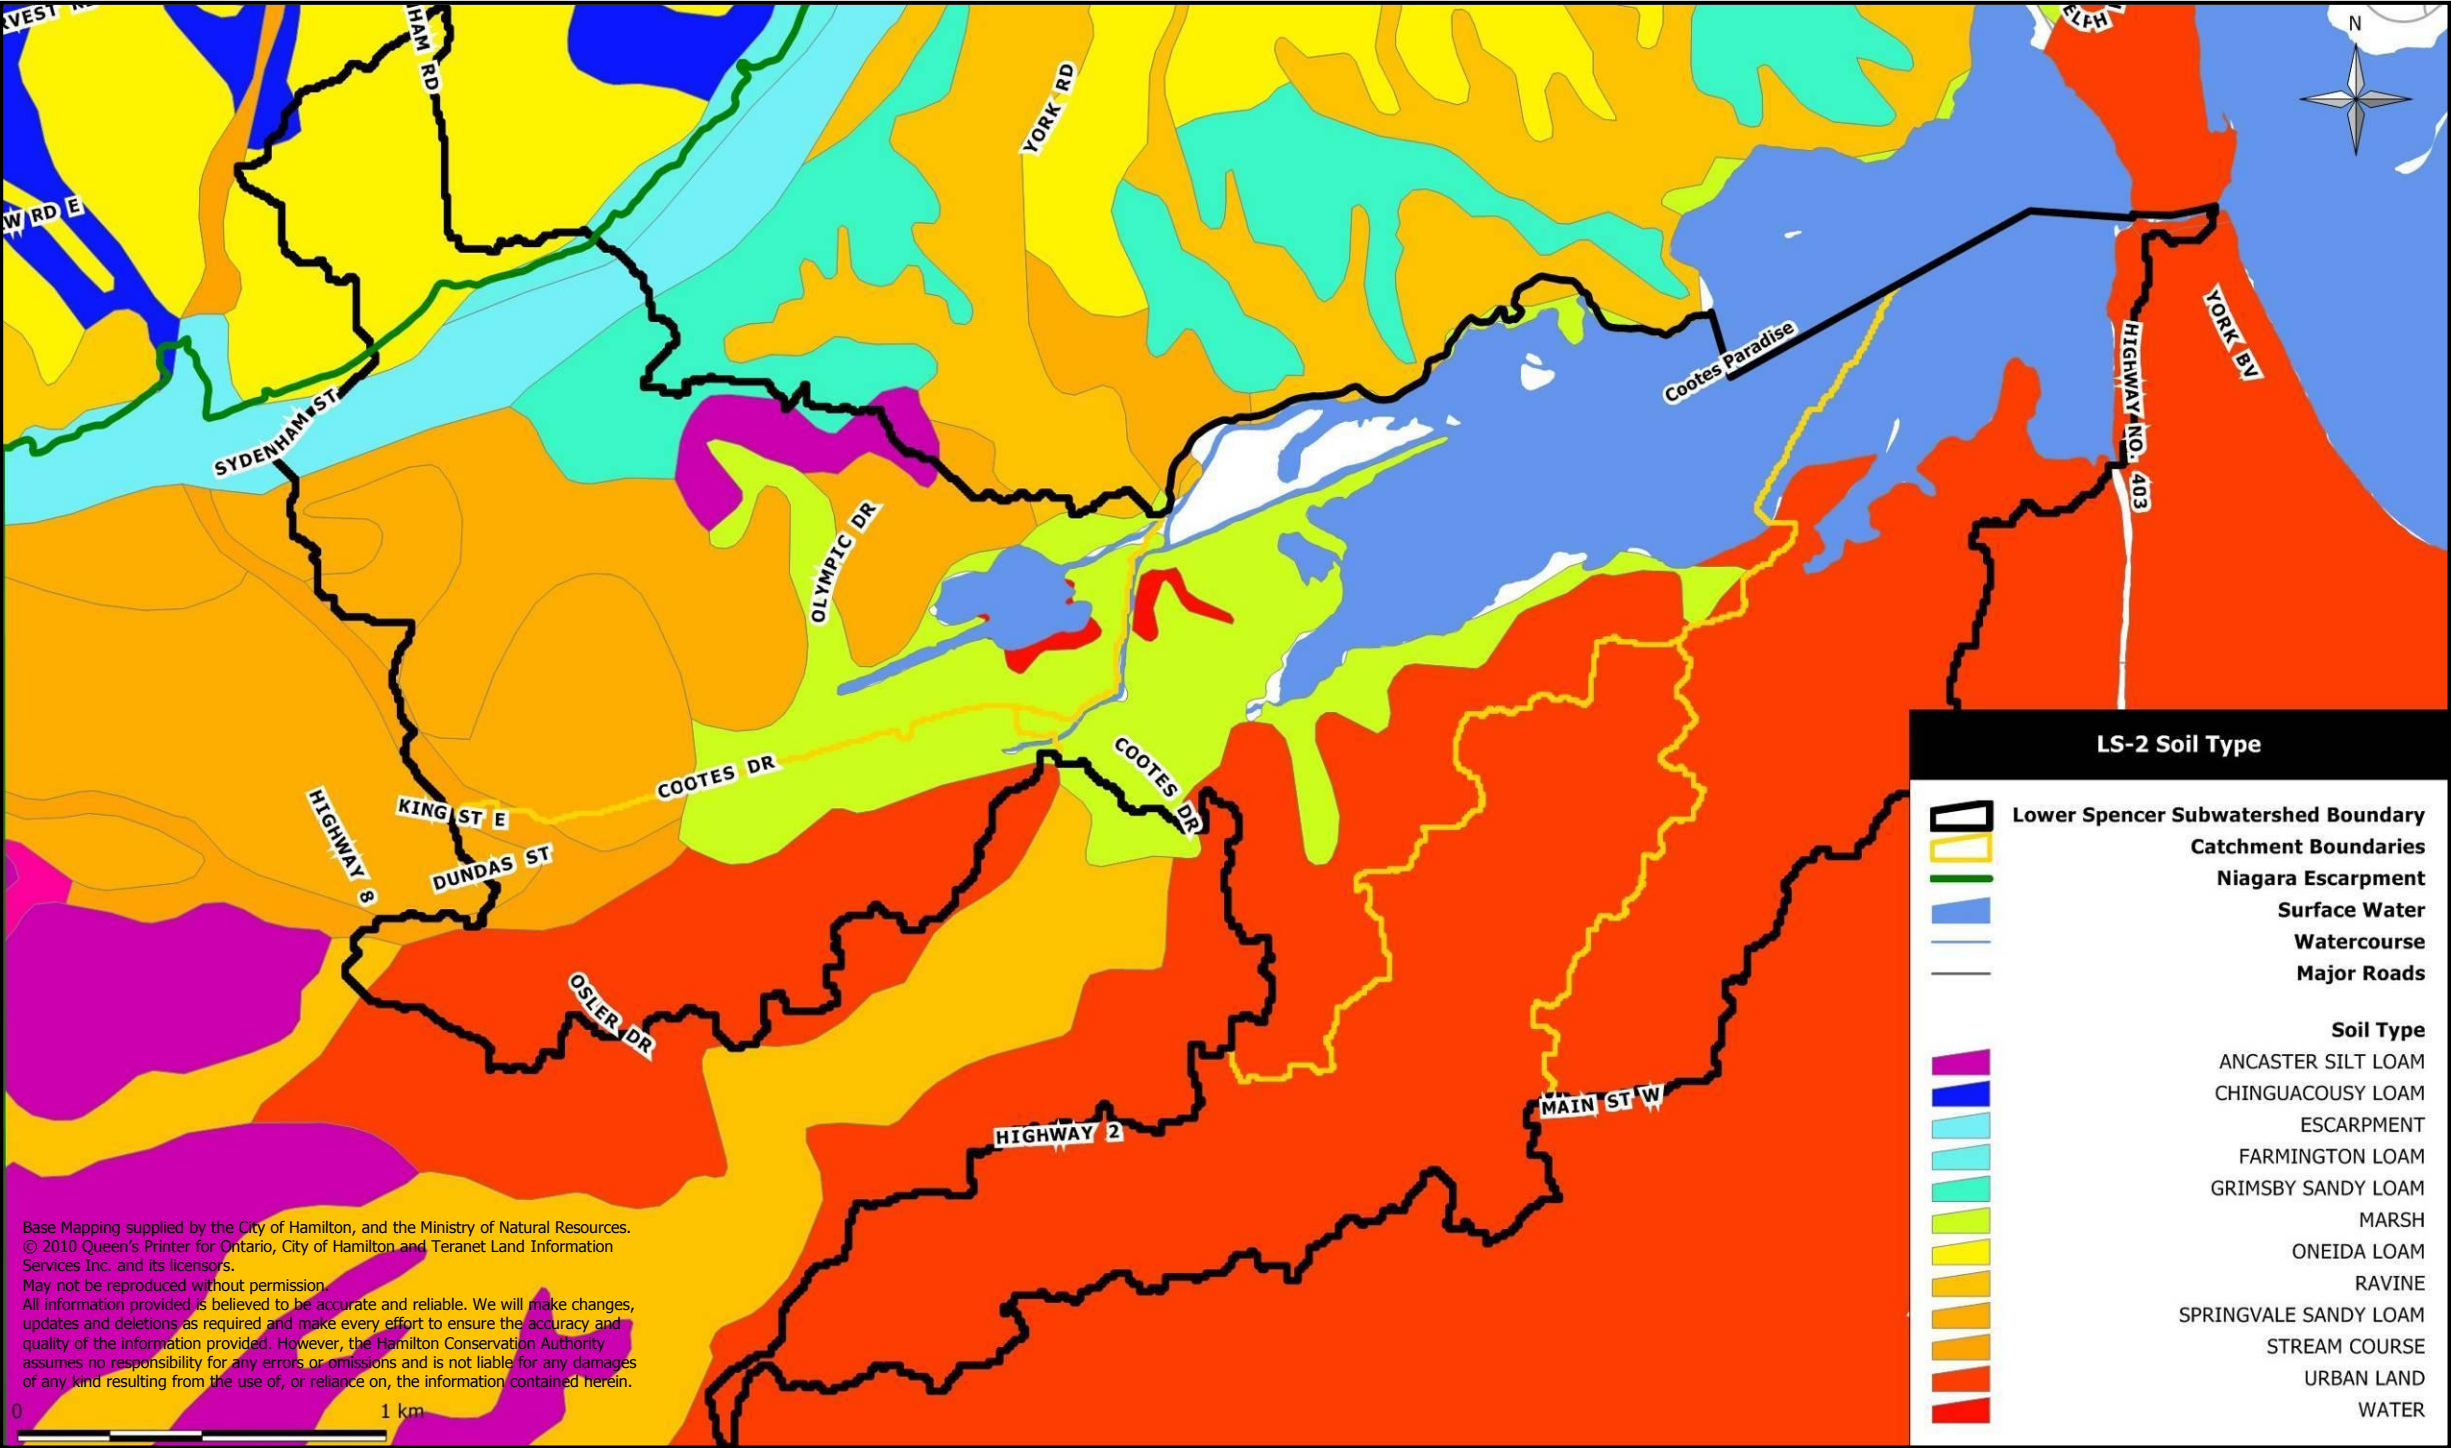 HAM RD
ELPH
N
YORK RD
W RD E
Cootes Paradise
YORK BV
HIGHWAY NO. 403
SYDENHAM ST
OLYMPIC DR
COOTES DR
COOTES DR
KING ST E
HIGHWAY 8
DUNDAS ST
OSLER DR
HIGHWAY 2
MAIN ST W
LS-2 Soil Type
Lower Spencer Subwatershed Boundary
Catchment Boundaries
Niagara Escarpment
Surface Water
Watercourse
Major Roads
Soil Type
ANCASTER SILT LOAM
CHINGUACOUSY LOAM
ESCARPMENT
FARMINGTON LOAM
GRIMSBY SANDY LOAM
MARSH
ONEIDA LOAM
RAVINE
SPRINGVALE SANDY LOAM
STREAM COURSE
URBAN LAND
WATER
Base Mapping supplied by the City of Hamilton, and the Ministry of Natural Resources.
© 2010 Queen's Printer for Ontario, City of Hamilton and Teranet Land Information
Services Inc. and its licensors.
May not be reproduced without permission.
All information provided is believed to be accurate and reliable. We will make changes,
updates and deletions as required and make every effort to ensure the accuracy and
quality of the information provided. However, the Hamilton Conservation Authority
assumes no responsibility for any errors or omissions and is not liable for any damages
of any kind resulting from the use of, or reliance on, the information contained herein.
0 1 km